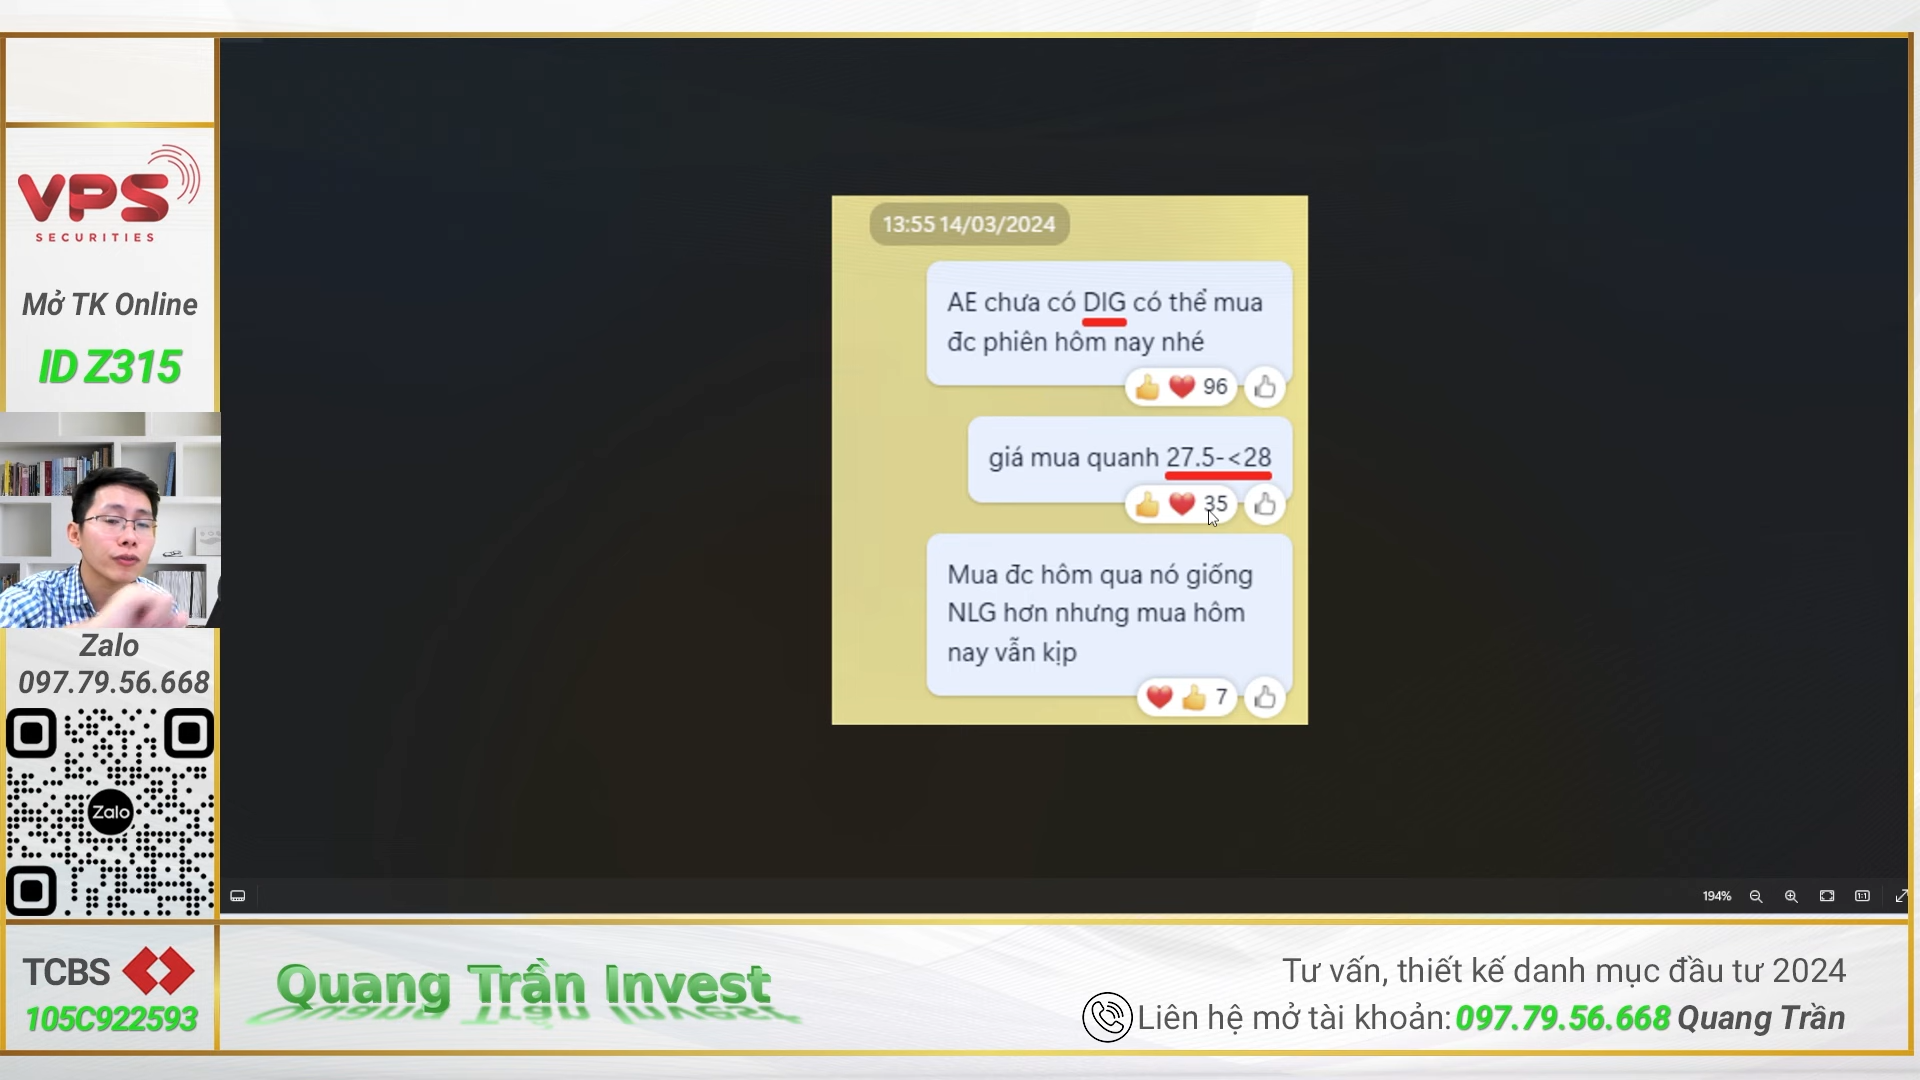 VPS
SECURITIES
Mở TK Online
ID Z315
Zalo
097.79.56.668
Zalo
TCBS
105C922593
13:55 14/03/2024
AE chưa có DIG có thể mua
đc phiên hôm nay nhé
96
giá mua quanh 27.5-<28
35
Mua đc hôm qua nó giống
NLG hơn nhưng mua hôm
nay vẫn kịp
7
194%
1:1
Quang Trần Invest
Tư vấn, thiết kế danh mục đầu tư 2024
Liên hệ mở tài khoản: 097.79.56.668 Quang Trần